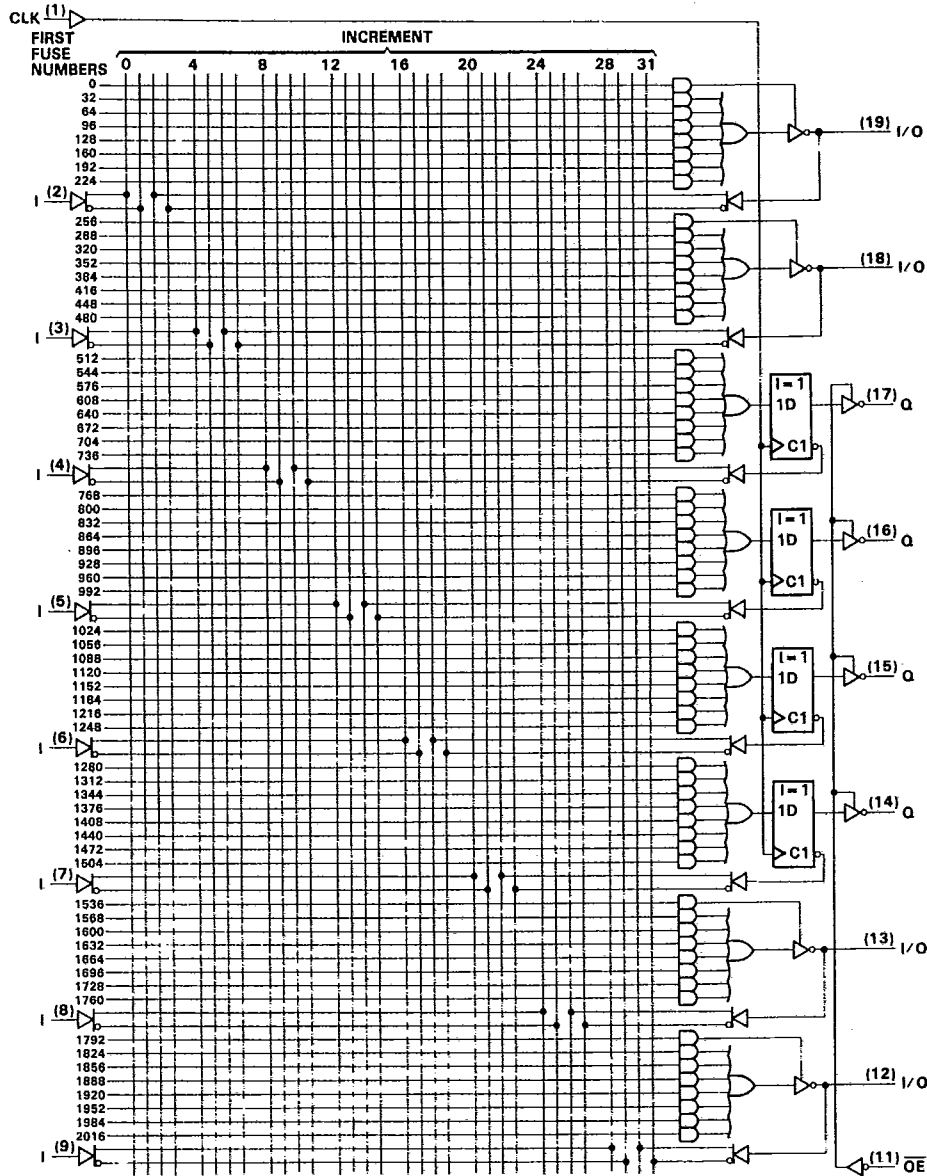 CLK (1)
FIRST FUSE NUMBERS
INCREMENT
0 4 8 12 16 20 24 28 31
0
32
64
96
128
160
192
224
(19) I/O
I (2)
256
288
320
352
384
416
448
480
(18) I/O
I (3)
512
544
576
608
640
672
704
736
I = 1
1D
C1
(17) Q
I (4)
768
800
832
864
896
928
960
992
I = 1
1D
C1
(16) Q
I (5)
1024
1056
1088
1120
1152
1184
1216
1248
I = 1
1D
C1
(15) Q
I (6)
1280
1312
1344
1376
1408
1440
1472
1504
I = 1
1D
C1
(14) Q
I (7)
1536
1568
1600
1632
1664
1696
1728
1760
(13) I/O
I (8)
1792
1824
1856
1888
1920
1952
1984
2016
(12) I/O
I (9)
(11) OE